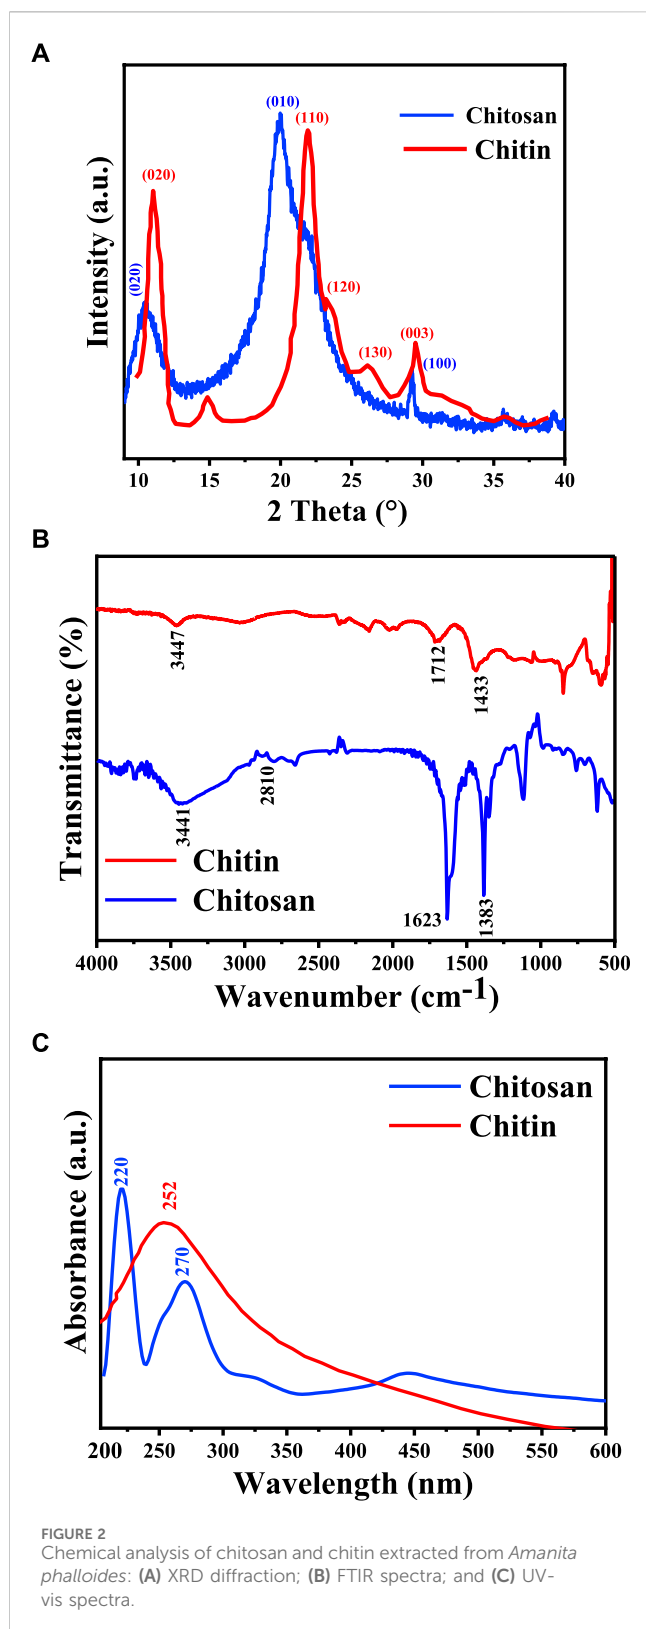 A
(010)
(110)
Chitosan
Chitin
(020)
(020)
(120)
(130)
(003)
(100)
Intensity (a.u.)
10 15 20 25 30 35 40
2 Theta (°)
B
3447
1712
1433
3441
2810
Chitin
Chitosan
1623
1383
Transmittance (%)
4000 3500 3000 2500 2000 1500 1000 500
Wavenumber (cm-1)
C
Chitosan
Chitin
220
252
270
Absorbance (a.u.)
200 250 300 350 400 450 500 550 600
Wavelength (nm)
FIGURE 2
Chemical analysis of chitosan and chitin extracted from Amanita
phalloides: (A) XRD diffraction; (B) FTIR spectra; and (C) UV-
vis spectra.